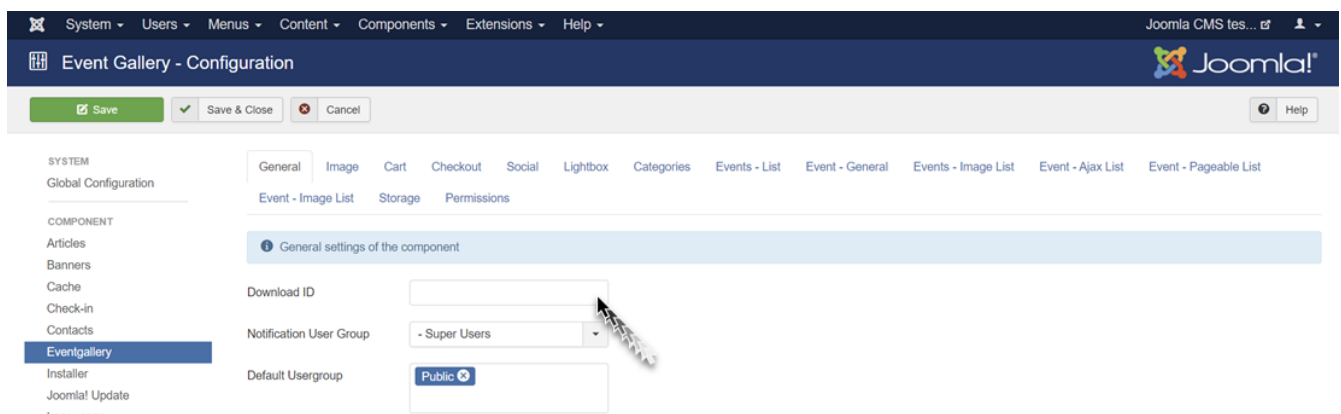 System Users Menus Content Components Extensions Help Joomla CMS tes...
Event Gallery - Configuration Joomla!®
Save Save & Close Cancel Help
SYSTEM
Global Configuration
COMPONENT
Articles
Banners
Cache
Check-in
Contacts
Eventgallery
Installer
Joomla! Update
General Image Cart Checkout Social Lightbox Categories Events - List Event - General Events - Image List Event - Ajax List Event - Pageable List
Event - Image List Storage Permissions
General settings of the component
Download ID
Notification User Group - Super Users
Default Usergroup Public